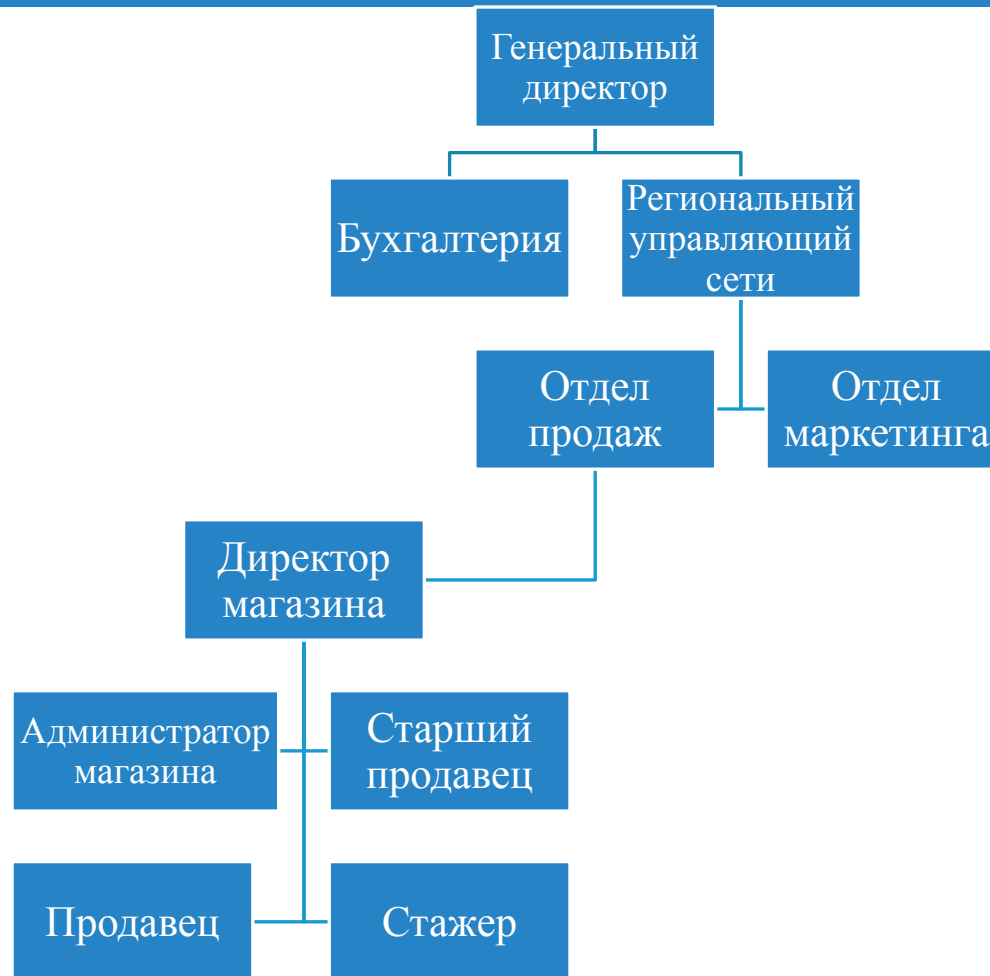 Генеральный
директор
Бухгалтерия
Региональный
управляющий
сети
Отдел
продаж
Отдел
маркетинга
Директор
магазина
Администратор
магазина
Старший
продавец
Продавец
Стажер